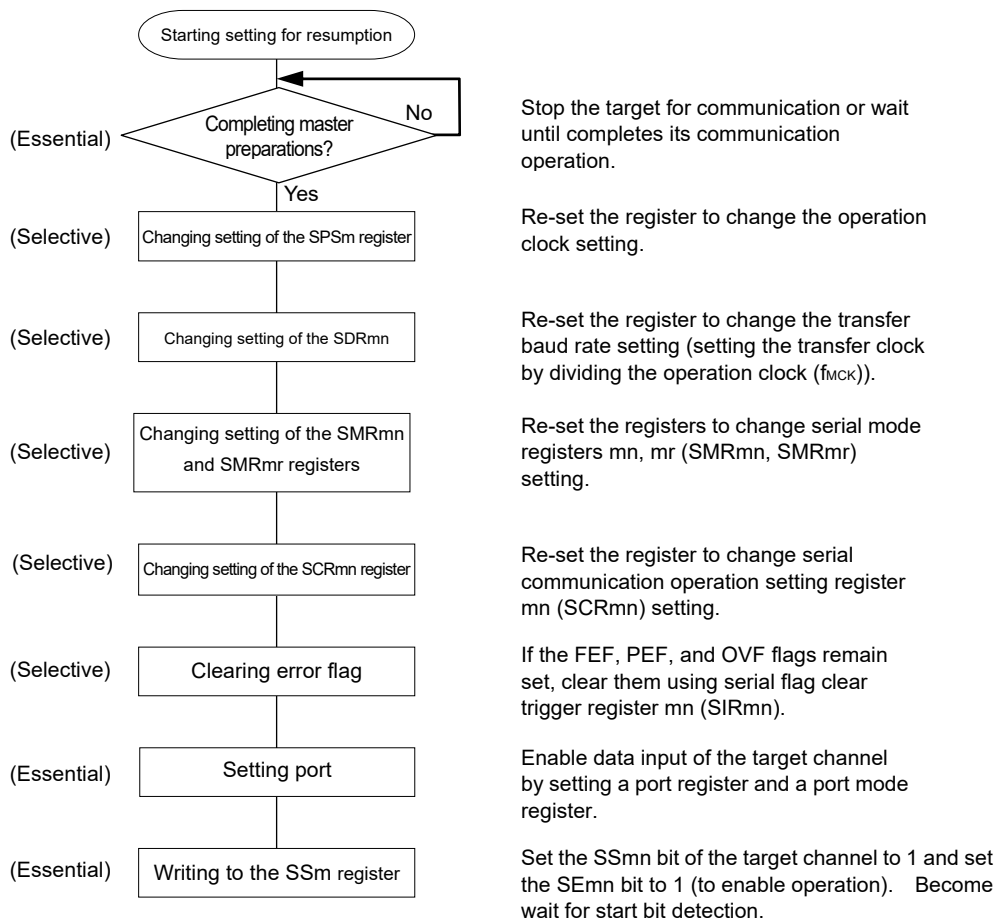 Starting setting for resumption
(Essential)
Completing master
preparations?
No
Yes
Stop the target for communication or wait
until completes its communication
operation.
(Selective)
Changing setting of the SPSm register
Re-set the register to change the operation
clock setting.
(Selective)
Changing setting of the SDRmn
Re-set the register to change the transfer
baud rate setting (setting the transfer clock
by dividing the operation clock (fMCK)).
(Selective)
Changing setting of the SMRmn
and SMRmr registers
Re-set the registers to change serial mode
registers mn, mr (SMRmn, SMRmr)
setting.
(Selective)
Changing setting of the SCRmn register
Re-set the register to change serial
communication operation setting register
mn (SCRmn) setting.
(Selective)
Clearing error flag
If the FEF, PEF, and OVF flags remain
set, clear them using serial flag clear
trigger register mn (SIRmn).
(Essential)
Setting port
Enable data input of the target channel
by setting a port register and a port mode
register.
(Essential)
Writing to the SSm register
Set the SSmn bit of the target channel to 1 and set
the SEmn bit to 1 (to enable operation). Become
wait for start bit detection.